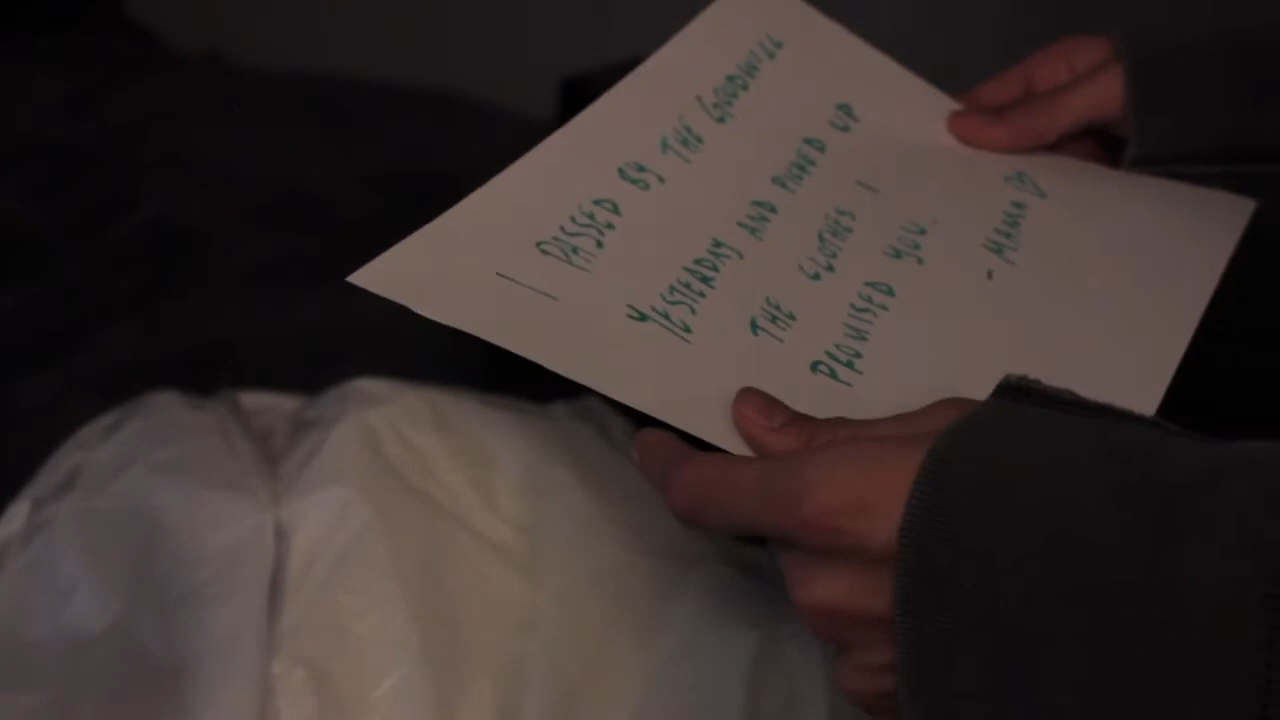 I PASSED BY THE GOODWILL
YESTERDAY AND PICKED UP
THE CLOTHES I
PROMISED YOU.
- MAMA